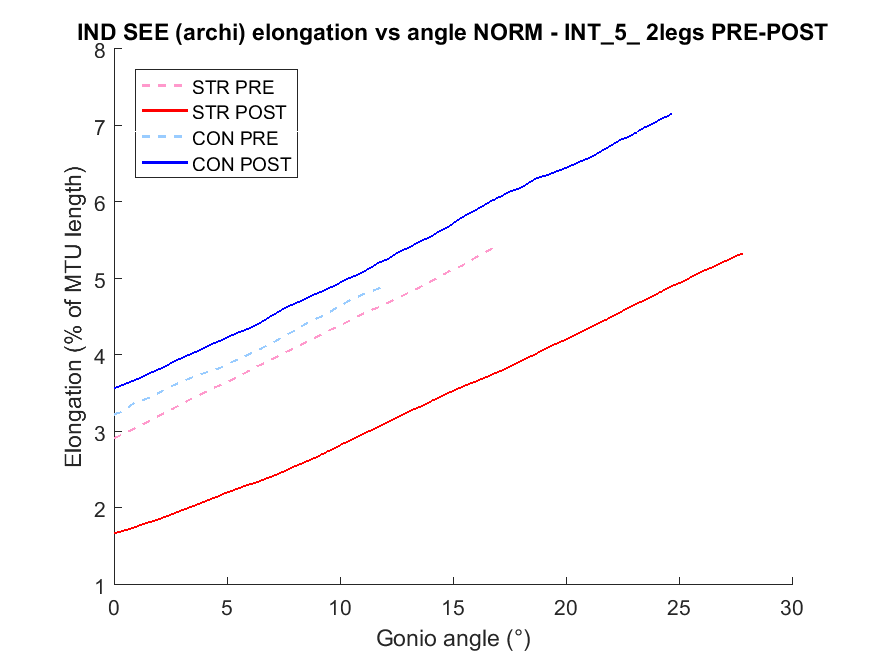 IND SEE (archi) elongation vs angle NORM - INT_5_ 2legs PRE-POST
8
7
6
5
4
3
2
1
Elongation (% of MTU length)
STR PRE
STR POST
CON PRE
CON POST
0 5 10 15 20 25 30
Gonio angle (°)